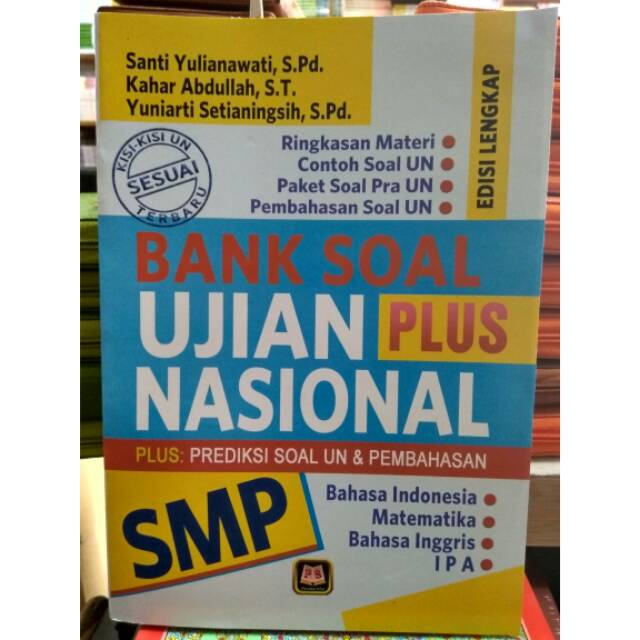 Santi Yulianawati, S.Pd.
Kahar Abdullah, S.T.
Yuniarti Setianingsih, S.Pd.
EDISI LENGKAP
KISI-KISI UN
SESUAI
TERBARU
Ringkasan Materi
Contoh Soal UN
Paket Soal Pra UN
Pembahasan Soal UN
BANK SOAL
UJIAN PLUS
NASIONAL
PLUS: PREDIKSI SOAL UN & PEMBAHASAN
SMP
Bahasa Indonesia
Matematika
Bahasa Inggris
I P A